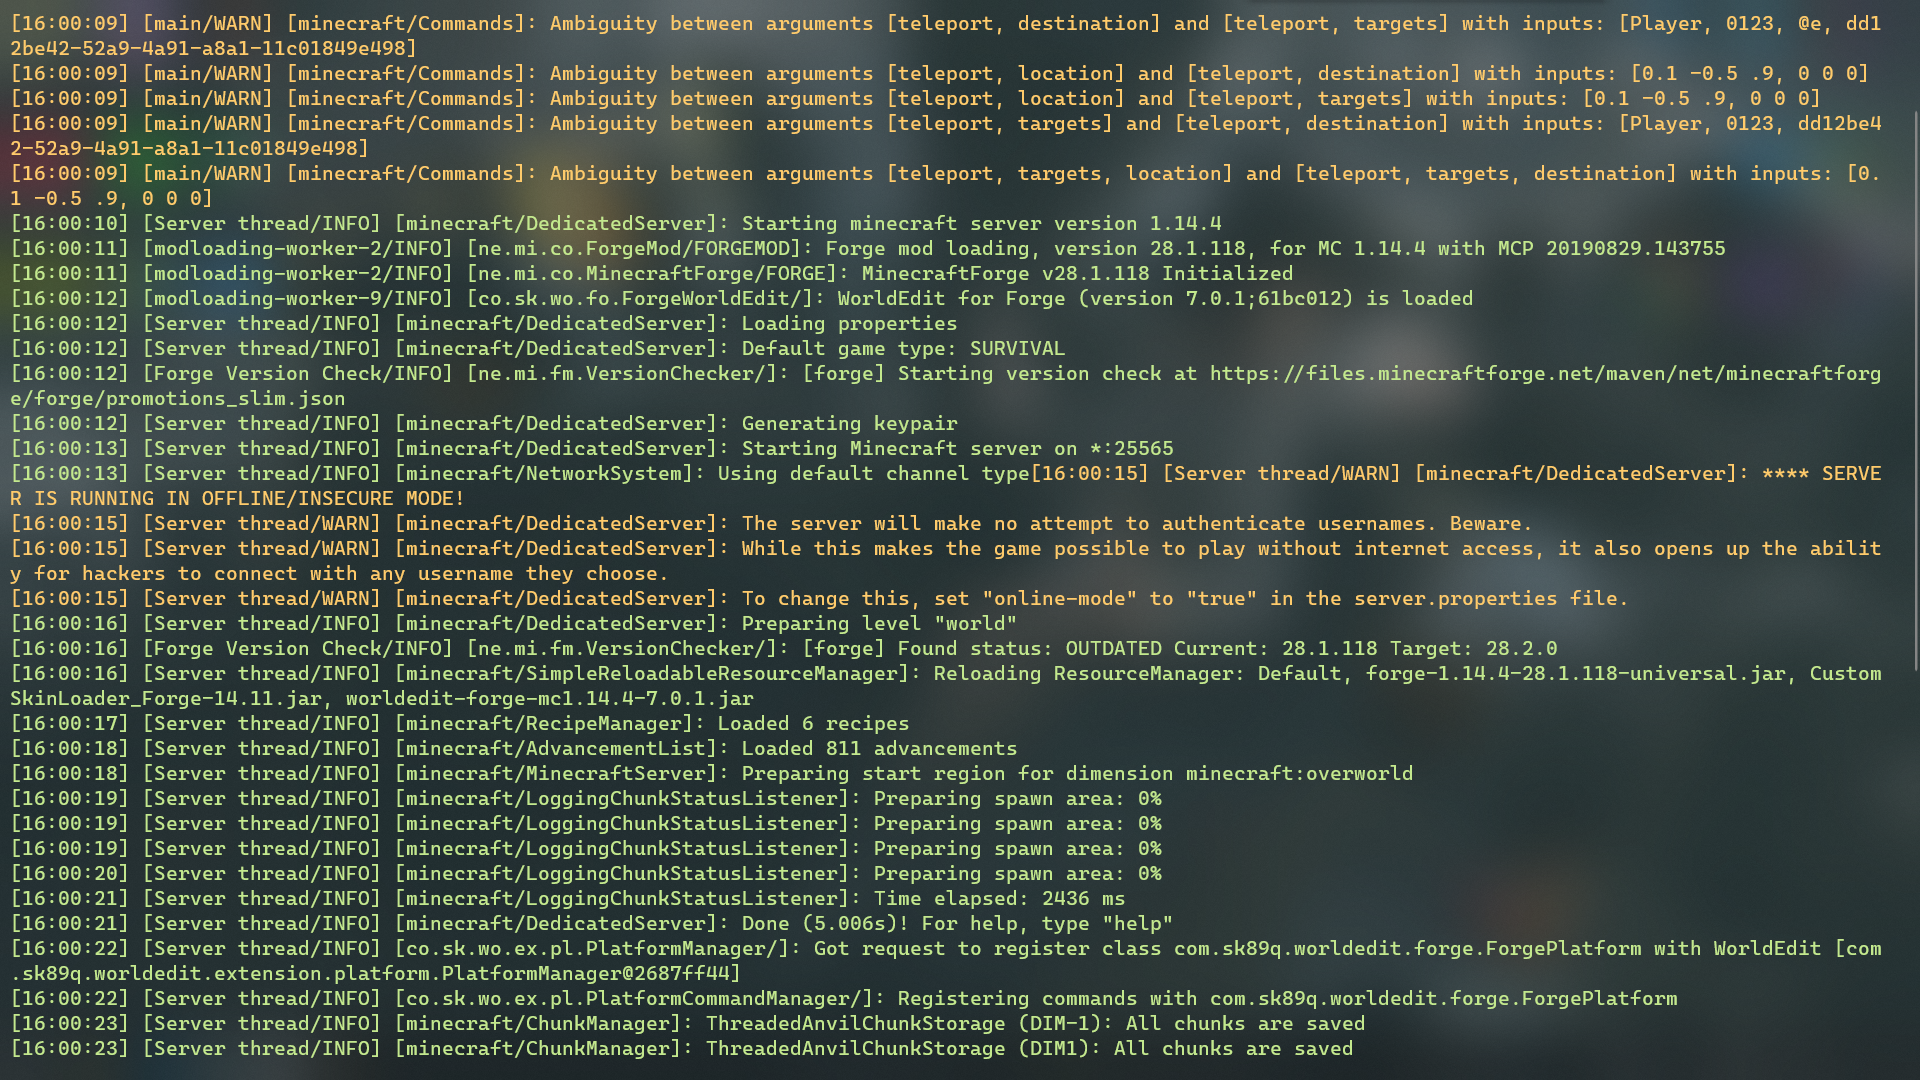 [16:00:09] [main/WARN] [minecraft/Commands]: Ambiguity between arguments [teleport, destination] and [teleport, targets] with inputs: [Player, 0123, @e, dd1
2be42-52a9-4a91-a8a1-11c01849e498]
[16:00:09] [main/WARN] [minecraft/Commands]: Ambiguity between arguments [teleport, location] and [teleport, destination] with inputs: [0.1 -0.5 .9, 0 0 0]
[16:00:09] [main/WARN] [minecraft/Commands]: Ambiguity between arguments [teleport, location] and [teleport, targets] with inputs: [0.1 -0.5 .9, 0 0 0]
[16:00:09] [main/WARN] [minecraft/Commands]: Ambiguity between arguments [teleport, targets] and [teleport, destination] with inputs: [Player, 0123, dd12be4
2-52a9-4a91-a8a1-11c01849e498]
[16:00:09] [main/WARN] [minecraft/Commands]: Ambiguity between arguments [teleport, targets, location] and [teleport, targets, destination] with inputs: [0.
1 -0.5 .9, 0 0 0]
[16:00:10] [Server thread/INFO] [minecraft/DedicatedServer]: Starting minecraft server version 1.14.4
[16:00:11] [modloading-worker-2/INFO] [ne.mi.co.ForgeMod/FORGEMOD]: Forge mod loading, version 28.1.118, for MC 1.14.4 with MCP 20190829.143755
[16:00:11] [modloading-worker-2/INFO] [ne.mi.co.MinecraftForge/FORGE]: MinecraftForge v28.1.118 Initialized
[16:00:12] [modloading-worker-9/INFO] [co.sk.wo.fo.ForgeWorldEdit/]: WorldEdit for Forge (version 7.0.1;61bc012) is loaded
[16:00:12] [Server thread/INFO] [minecraft/DedicatedServer]: Loading properties
[16:00:12] [Server thread/INFO] [minecraft/DedicatedServer]: Default game type: SURVIVAL
[16:00:12] [Forge Version Check/INFO] [ne.mi.fm.VersionChecker/]: [forge] Starting version check at https://files.minecraftforge.net/maven/net/minecraftforg
e/forge/promotions_slim.json
[16:00:12] [Server thread/INFO] [minecraft/DedicatedServer]: Generating keypair
[16:00:13] [Server thread/INFO] [minecraft/DedicatedServer]: Starting Minecraft server on *:25565
[16:00:13] [Server thread/INFO] [minecraft/NetworkSystem]: Using default channel type[16:00:15] [Server thread/WARN] [minecraft/DedicatedServer]: **** SERVE
R IS RUNNING IN OFFLINE/INSECURE MODE!
[16:00:15] [Server thread/WARN] [minecraft/DedicatedServer]: The server will make no attempt to authenticate usernames. Beware.
[16:00:15] [Server thread/WARN] [minecraft/DedicatedServer]: While this makes the game possible to play without internet access, it also opens up the abilit
y for hackers to connect with any username they choose.
[16:00:15] [Server thread/WARN] [minecraft/DedicatedServer]: To change this, set "online-mode" to "true" in the server.properties file.
[16:00:16] [Server thread/INFO] [minecraft/DedicatedServer]: Preparing level "world"
[16:00:16] [Forge Version Check/INFO] [ne.mi.fm.VersionChecker/]: [forge] Found status: OUTDATED Current: 28.1.118 Target: 28.2.0
[16:00:16] [Server thread/INFO] [minecraft/SimpleReloadableResourceManager]: Reloading ResourceManager: Default, forge-1.14.4-28.1.118-universal.jar, Custom
SkinLoader_Forge-14.11.jar, worldedit-forge-mc1.14.4-7.0.1.jar
[16:00:17] [Server thread/INFO] [minecraft/RecipeManager]: Loaded 6 recipes
[16:00:18] [Server thread/INFO] [minecraft/AdvancementList]: Loaded 811 advancements
[16:00:18] [Server thread/INFO] [minecraft/MinecraftServer]: Preparing start region for dimension minecraft:overworld
[16:00:19] [Server thread/INFO] [minecraft/LoggingChunkStatusListener]: Preparing spawn area: 0%
[16:00:19] [Server thread/INFO] [minecraft/LoggingChunkStatusListener]: Preparing spawn area: 0%
[16:00:19] [Server thread/INFO] [minecraft/LoggingChunkStatusListener]: Preparing spawn area: 0%
[16:00:20] [Server thread/INFO] [minecraft/LoggingChunkStatusListener]: Preparing spawn area: 0%
[16:00:21] [Server thread/INFO] [minecraft/LoggingChunkStatusListener]: Time elapsed: 2436 ms
[16:00:21] [Server thread/INFO] [minecraft/DedicatedServer]: Done (5.006s)! For help, type "help"
[16:00:22] [Server thread/INFO] [co.sk.wo.ex.pl.PlatformManager/]: Got request to register class com.sk89q.worldedit.forge.ForgePlatform with WorldEdit [com
.sk89q.worldedit.extension.platform.PlatformManager@2687ff44]
[16:00:22] [Server thread/INFO] [co.sk.wo.ex.pl.PlatformCommandManager/]: Registering commands with com.sk89q.worldedit.forge.ForgePlatform
[16:00:23] [Server thread/INFO] [minecraft/ChunkManager]: ThreadedAnvilChunkStorage (DIM-1): All chunks are saved
[16:00:23] [Server thread/INFO] [minecraft/ChunkManager]: ThreadedAnvilChunkStorage (DIM1): All chunks are saved